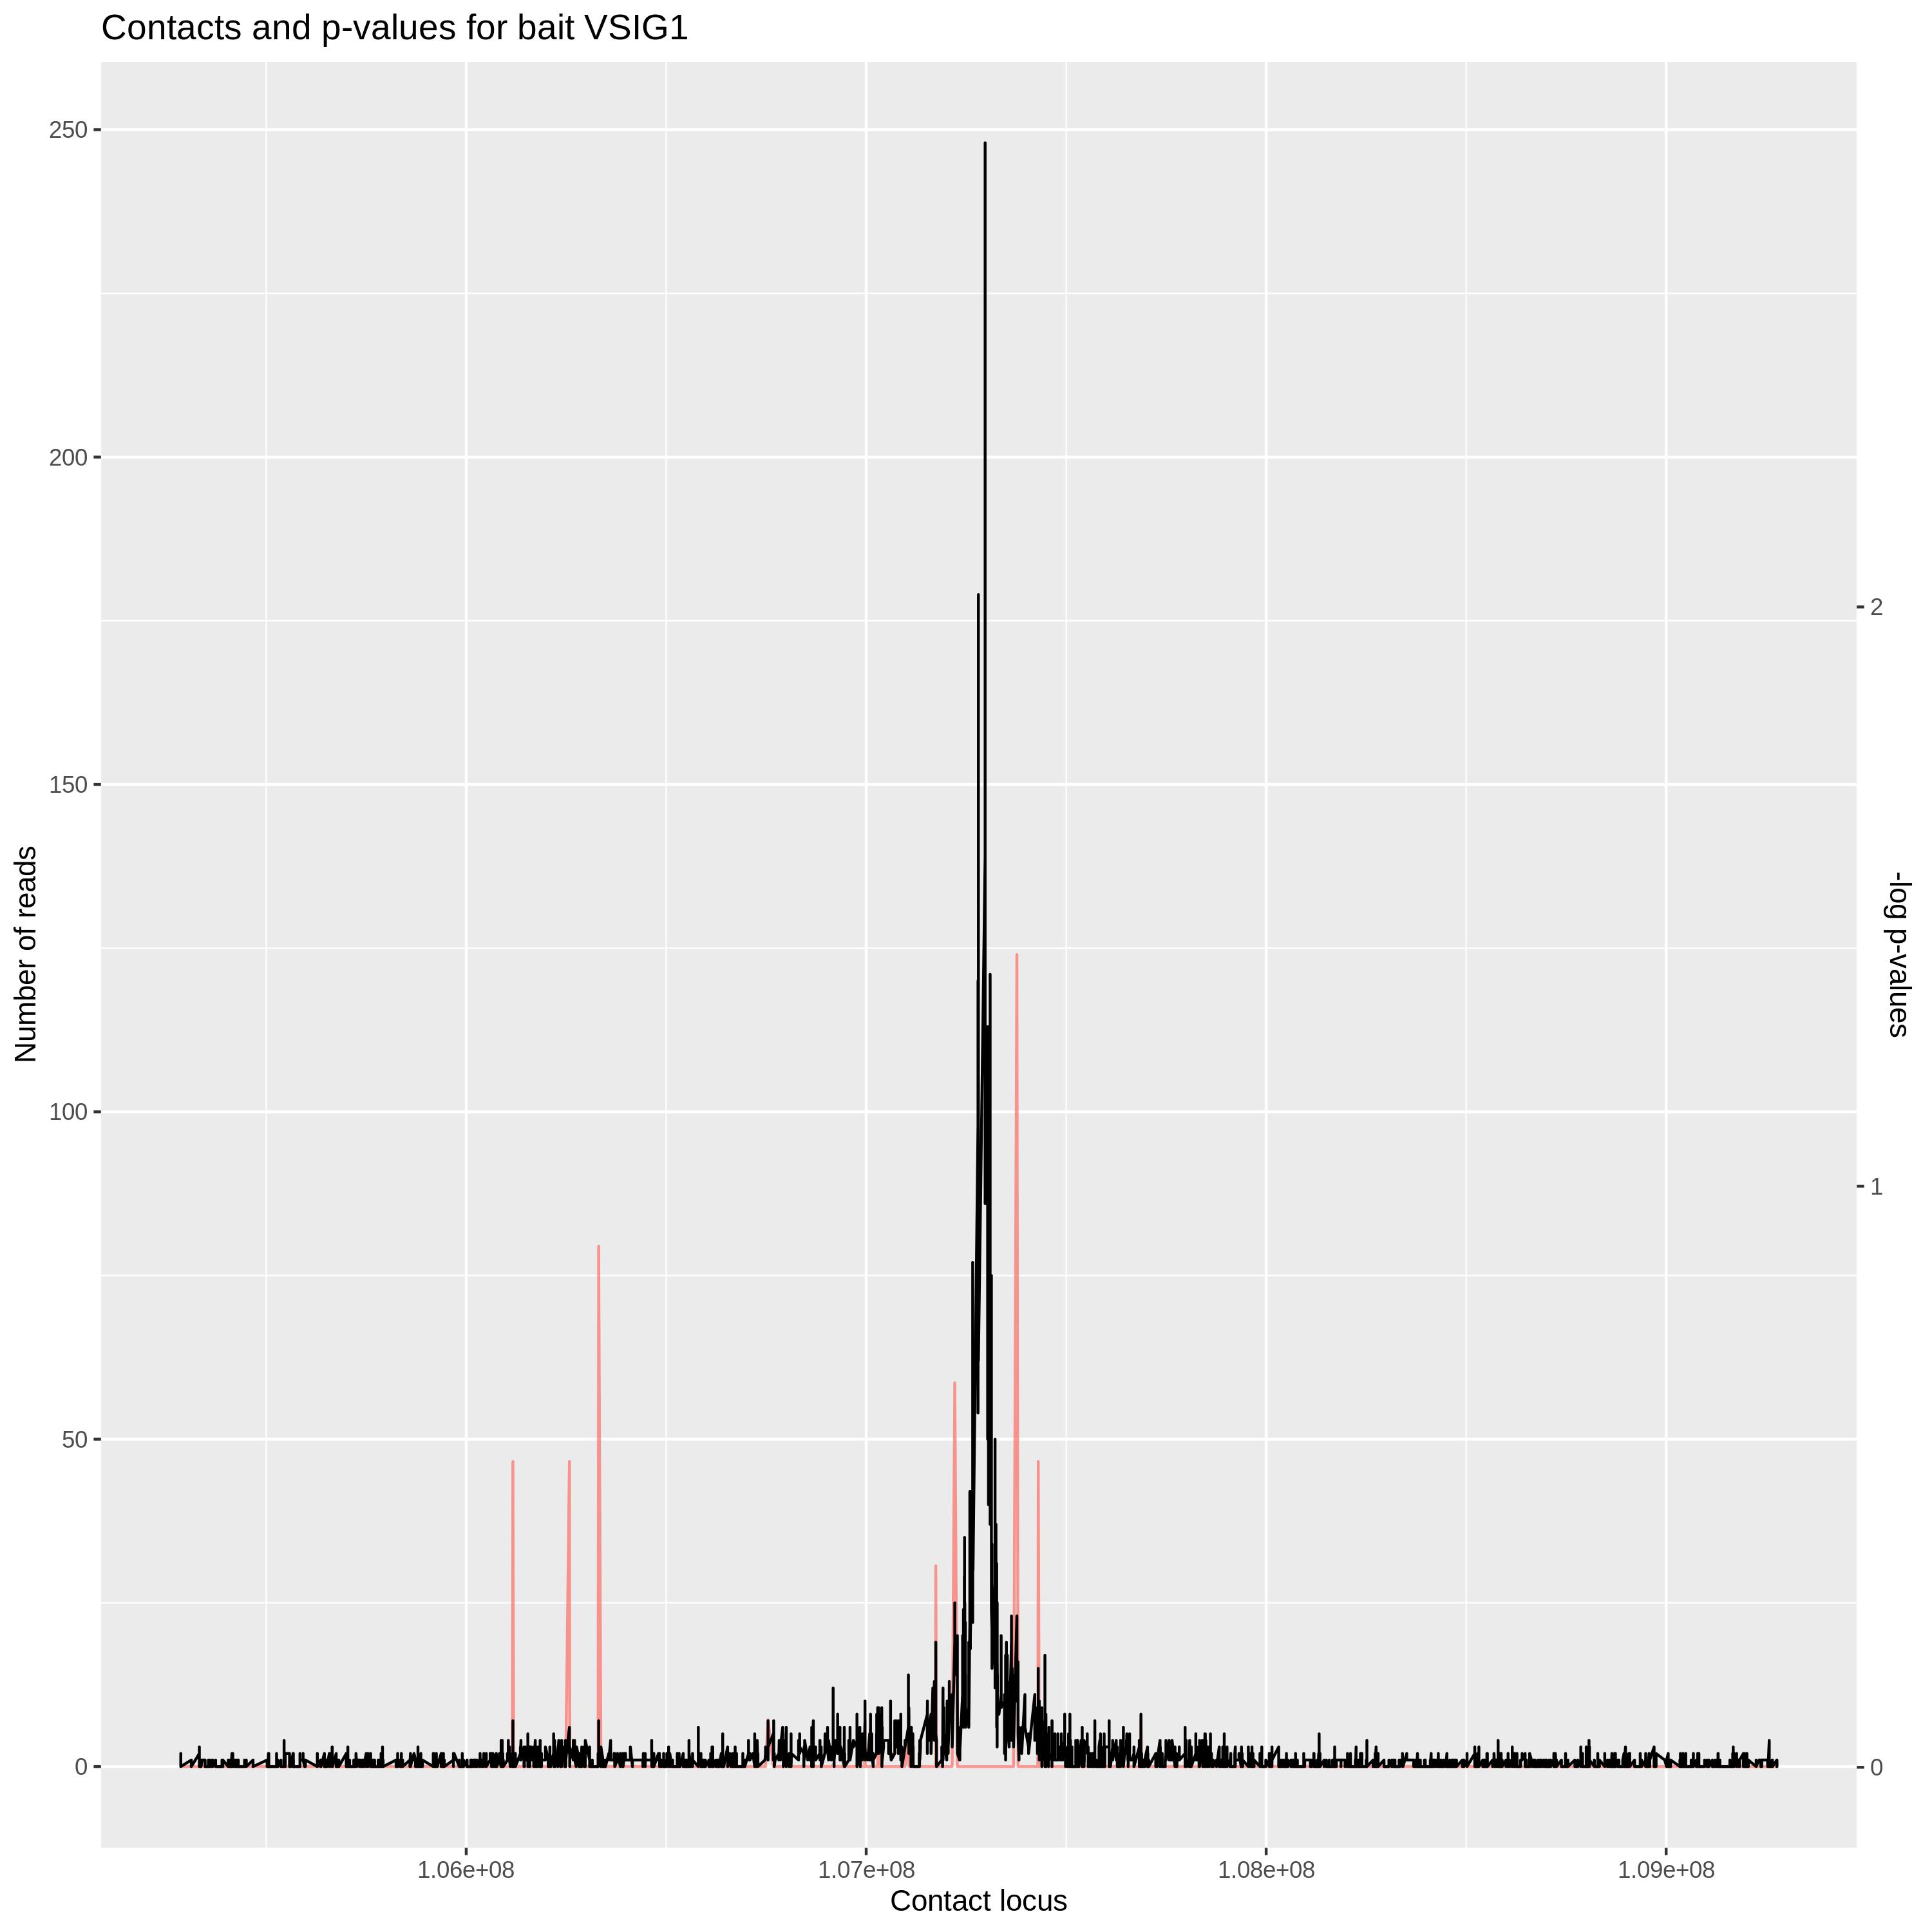 Contacts and p-values for bait VSIG1
250
200
150
100
50
0
Number of reads
2
1
0
-log p-values
1.06e+08
1.07e+08
1.08e+08
1.09e+08
Contact locus